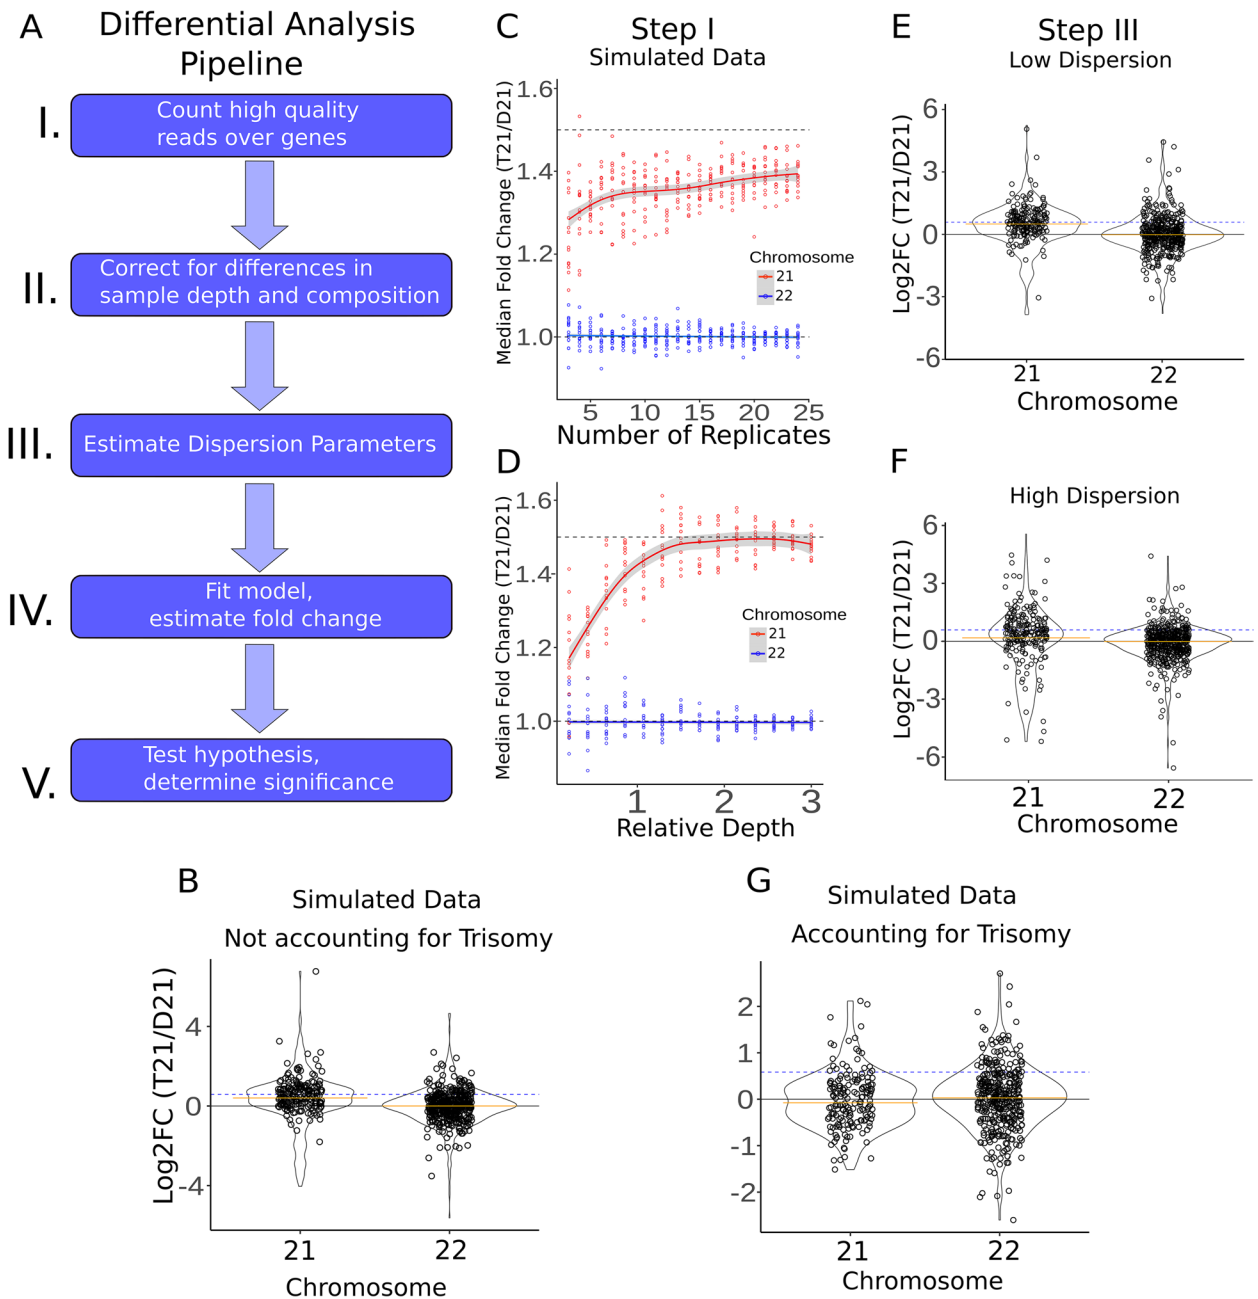 A
Differential Analysis
Pipeline
I.
Count high quality
reads over genes
II.
Correct for differences in
sample depth and composition
III.
Estimate Dispersion Parameters
IV.
Fit model,
estimate fold change
V.
Test hypothesis,
determine significance
C
Step I
Simulated Data
Median Fold Change (T21/D21)
1.6
1.4
1.2
1.0
Chromosome
21
22
5 10 15 20 25
Number of Replicates
D
Median Fold Change (T21/D21)
1.6
1.4
1.2
1.0
Chromosome
21
22
1 2 3
Relative Depth
E
Step III
Low Dispersion
Log2FC (T21/D21)
6
3
0
-3
-6
21 22
Chromosome
F
High Dispersion
Log2FC (T21/D21)
6
3
0
-3
-6
21 22
Chromosome
B
Simulated Data
Not accounting for Trisomy
Log2FC (T21/D21)
4
0
-4
21 22
Chromosome
G
Simulated Data
Accounting for Trisomy
Log2FC (T21/D21)
2
1
0
-1
-2
21 22
Chromosome